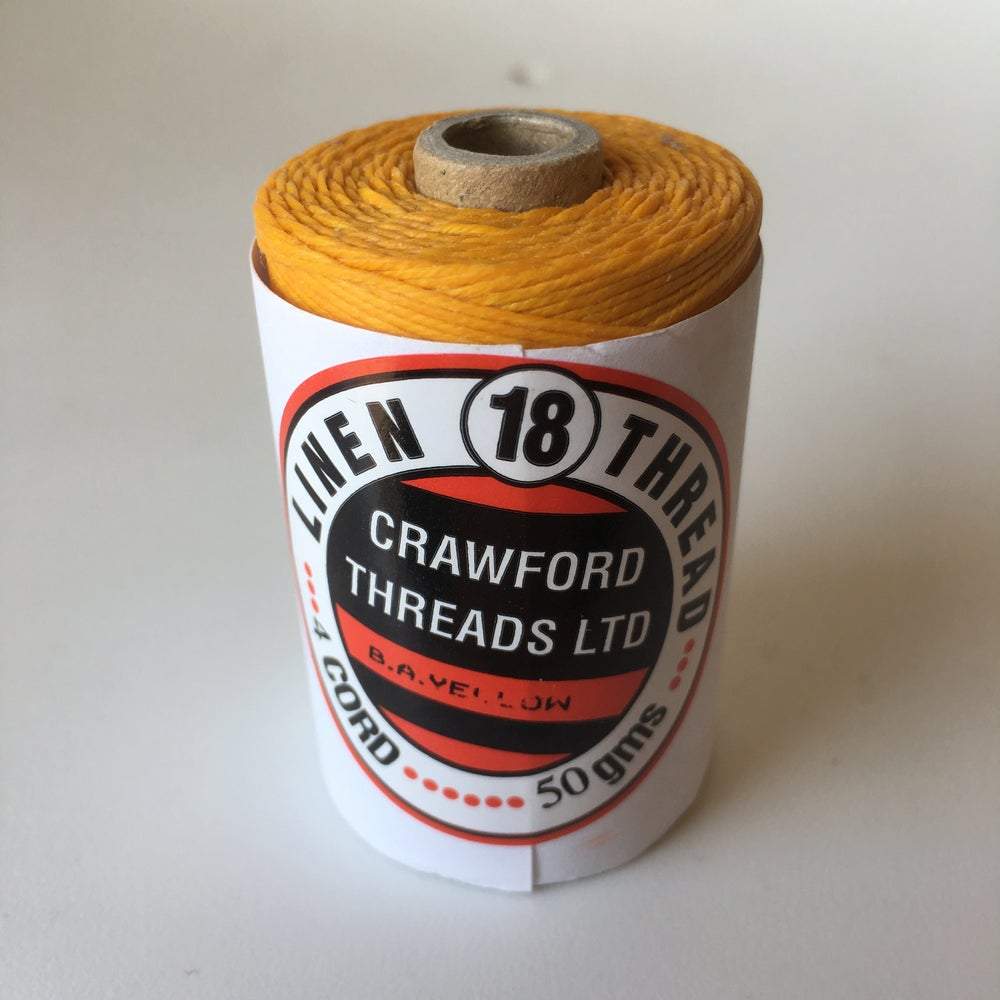 LINEN 18 THREAD
CRAWFORD
THREADS LTD
B.A.YELLOW
4 CORD
50 gms